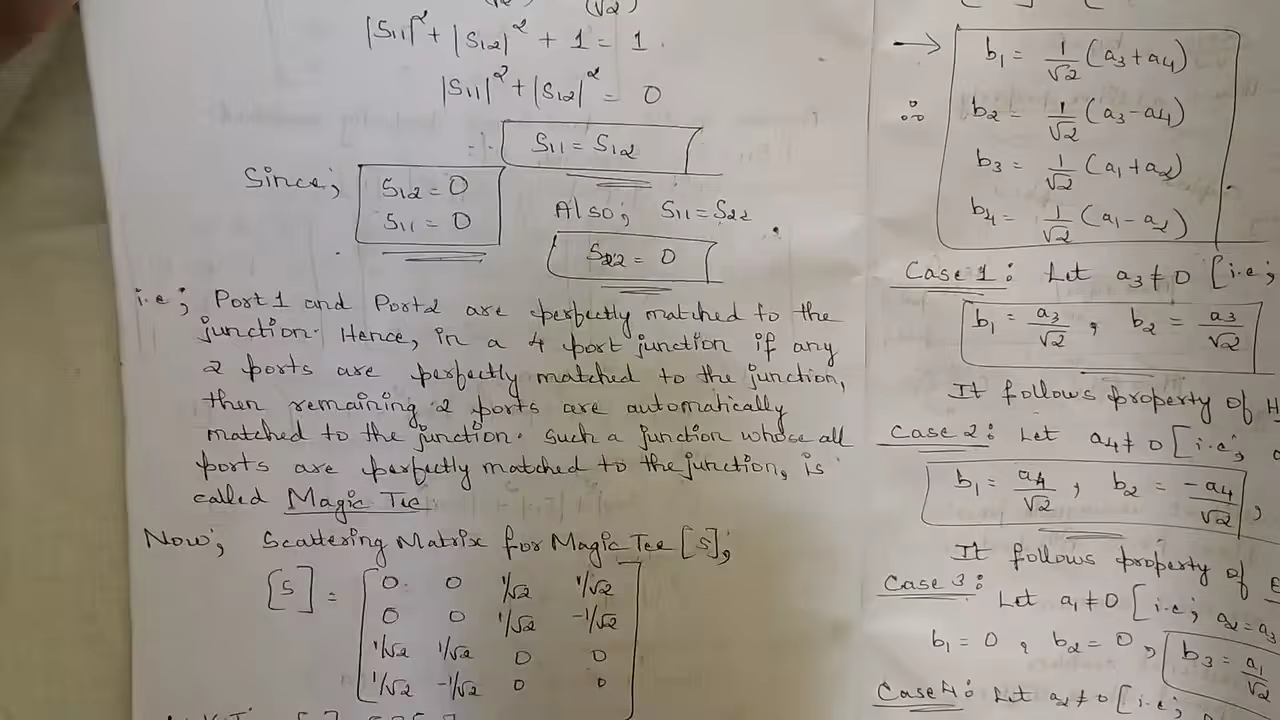 |S11|² + |S12|² + 1 = 1.
|S11|² + |S12|² = 0
∴ S11 = S12
Since; S12 = 0
S11 = 0
Also; S11 = S22
S22 = 0
i.e; Port 1 and Port 2 are perfectly matched to the
junction. Hence, in a 4 port junction if any
2 ports are perfectly matched to the junction,
then remaining 2 ports are automatically
matched to the junction. Such a junction whose all
ports are perfectly matched to the junction, is
called Magic Tee.
Now; Scattering Matrix for Magic Tee [S];
[S] = [ 0 0 1/√2 1/√2
0 0 1/√2 -1/√2
1/√2 1/√2 0 0
1/√2 -1/√2 0 0 ]
→ b1 = 1/√2 (a3 + a4)
∴ b2 = 1/√2 (a3 - a4)
b3 = 1/√2 (a1 + a2)
b4 = 1/√2 (a1 - a2)
Case 1: Let a3 ≠ 0 [i.e;
b1 = a3/√2, b2 = a3/√2
It follows property of H
Case 2: Let a4 ≠ 0 [i.e;
b1 = a4/√2, b2 = -a4/√2,
It follows property of E
Case 3: Let a1 ≠ 0 [i.e; a2 = a3
b1 = 0, b2 = 0, b3 = a1/√2
Case 4: Let a2 ≠ 0 [i.e;